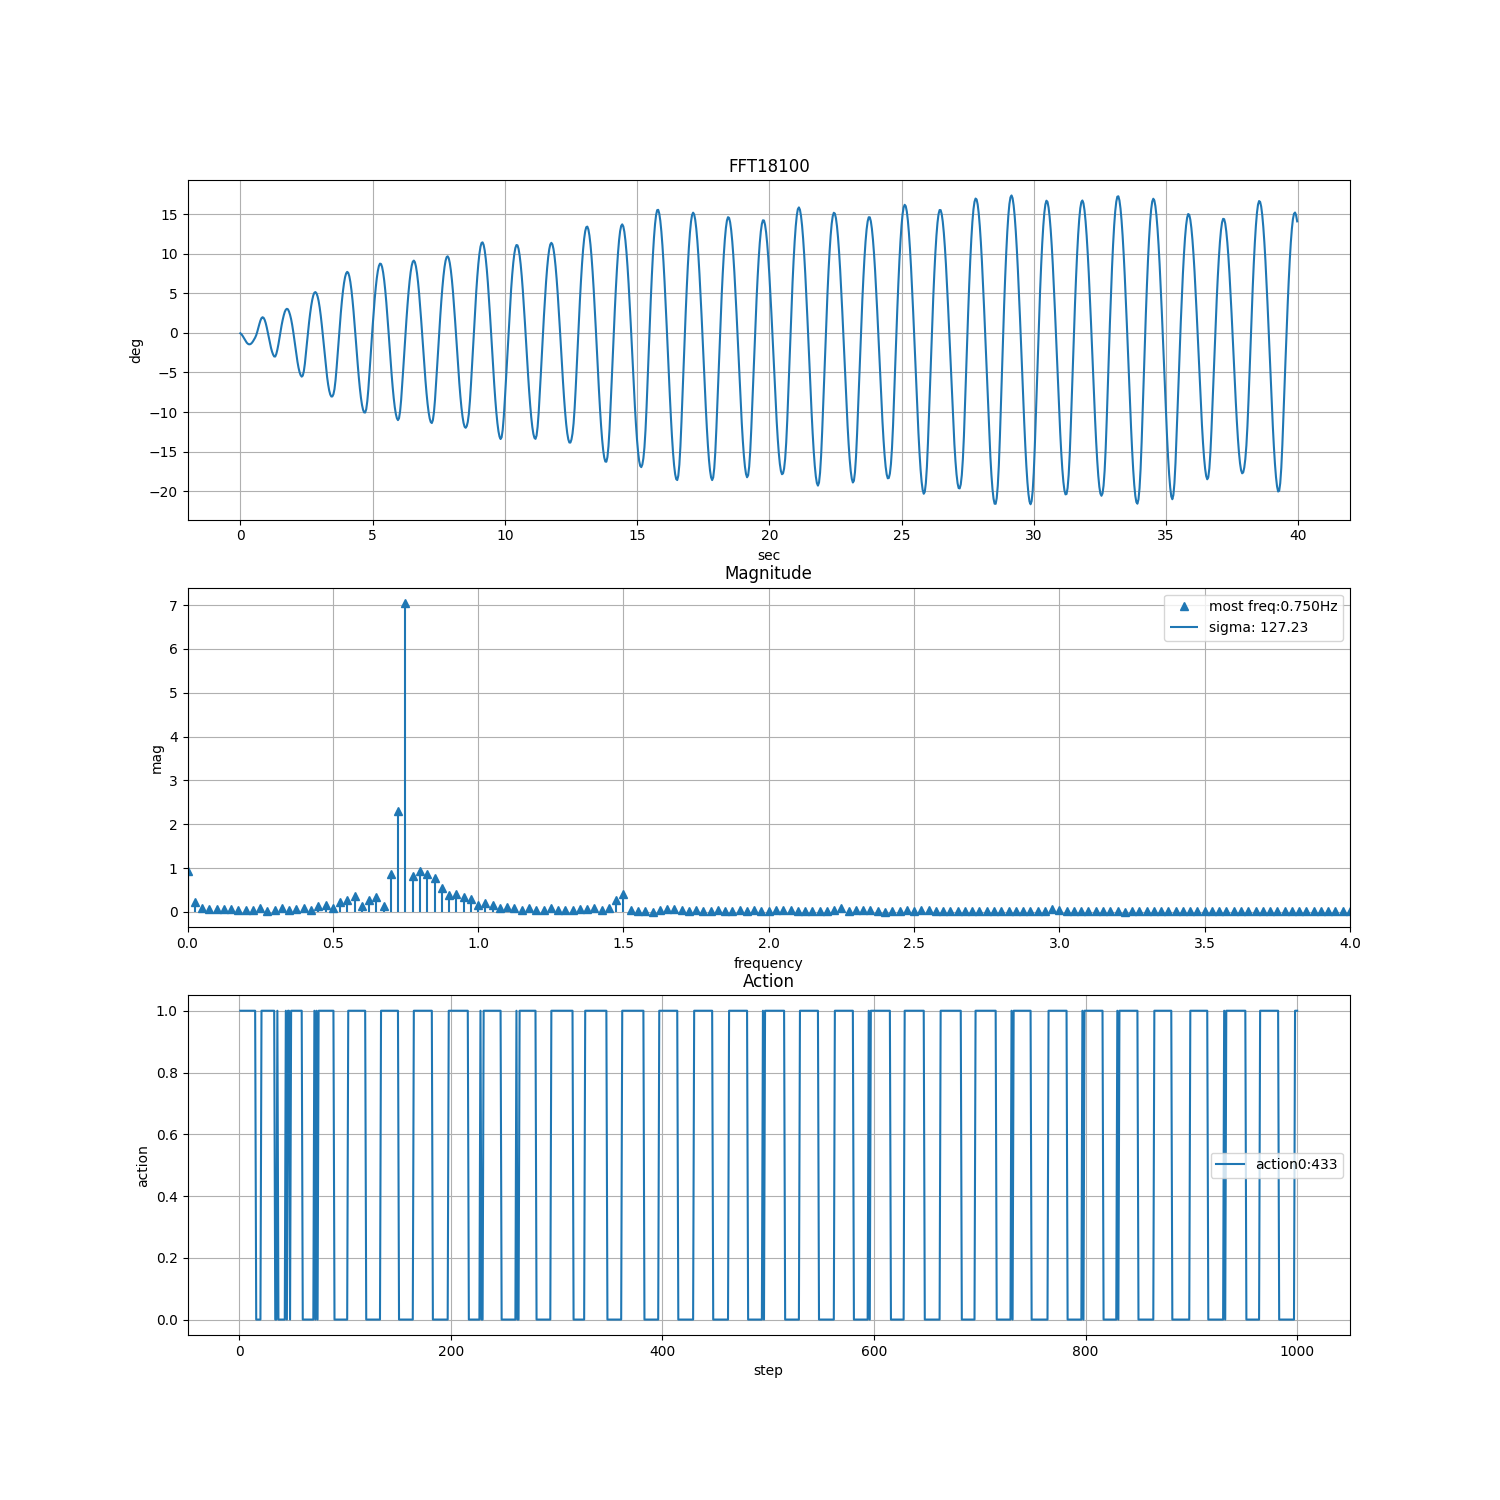 FFT18100
15
10
5
0
−5
−10
−15
−20
deg
0 5 10 15 20 25 30 35 40
sec
Magnitude
7
6
5
4
3
2
1
0
mag
most freq:0.750Hz
sigma: 127.23
0.0 0.5 1.0 1.5 2.0 2.5 3.0 3.5 4.0
frequency
Action
1.0
0.8
0.6
0.4
0.2
0.0
action
action0:433
0 200 400 600 800 1000
step